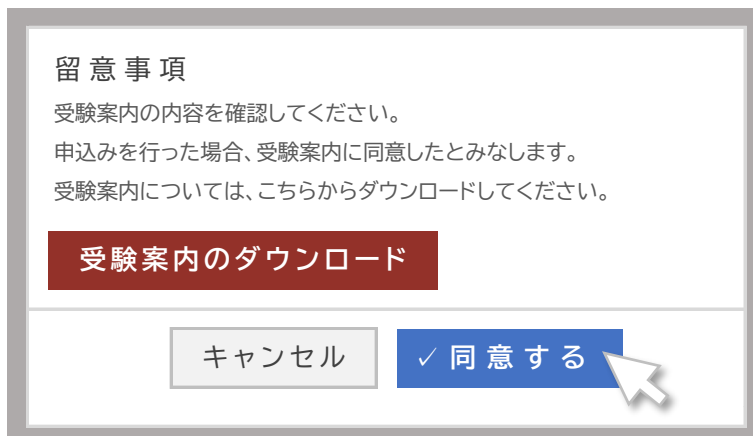 留意事項
受験案内の内容を確認してください。
申込みを行った場合、受験案内に同意したとみなします。
受験案内については、こちらからダウンロードしてください。
受験案内のダウンロード
キャンセル
✓同意する